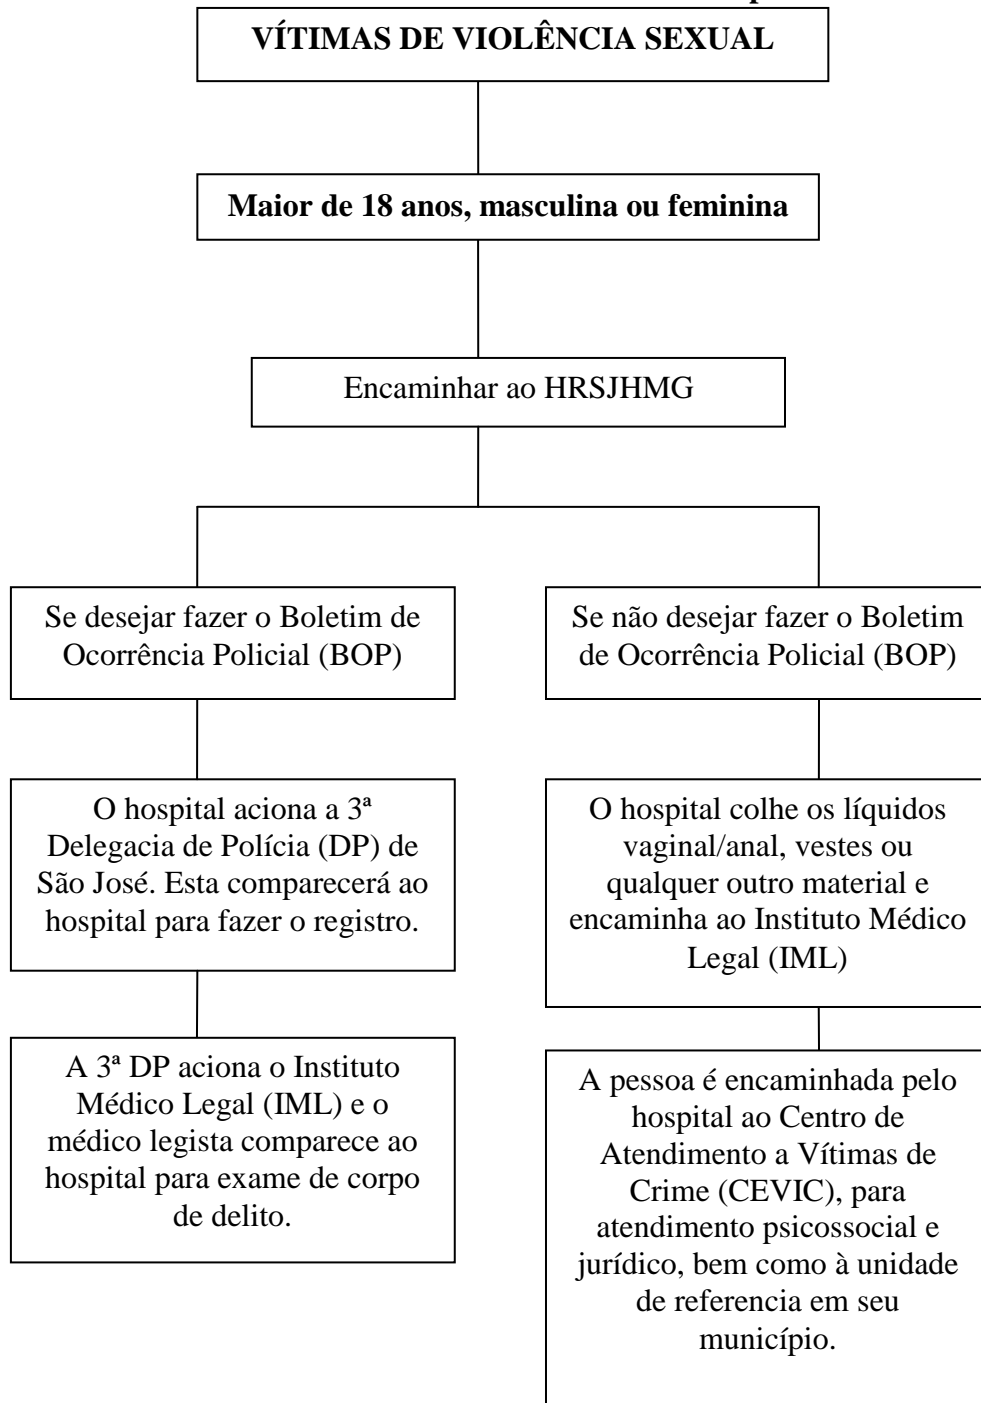 VÍTIMAS DE VIOLÊNCIA SEXUAL
Maior de 18 anos, masculina ou feminina
Encaminhar ao HRSJHMG
Se desejar fazer o Boletim de
Ocorrência Policial (BOP)
O hospital aciona a 3ª
Delegacia de Polícia (DP) de
São José. Esta comparecerá ao
hospital para fazer o registro.
A 3ª DP aciona o Instituto
Médico Legal (IML) e o
médico legista comparece ao
hospital para exame de corpo
de delito.
Se não desejar fazer o Boletim
de Ocorrência Policial (BOP)
O hospital colhe os líquidos
vaginal/anal, vestes ou
qualquer outro material e
encaminha ao Instituto Médico
Legal (IML)
A pessoa é encaminhada pelo
hospital ao Centro de
Atendimento a Vítimas de
Crime (CEVIC), para
atendimento psicossocial e
jurídico, bem como à unidade
de referencia em seu
município.